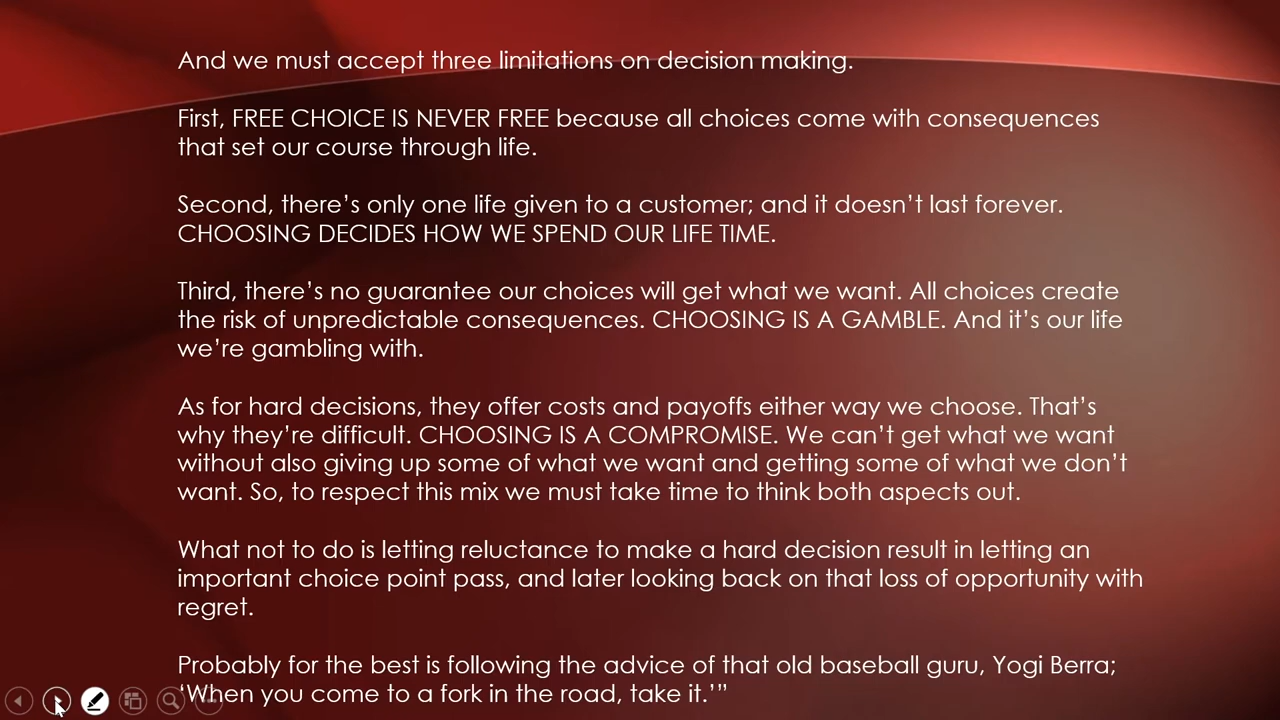 And we must accept three limitations on decision making.
First, FREE CHOICE IS NEVER FREE because all choices come with consequences
that set our course through life.
Second, there’s only one life given to a customer; and it doesn’t last forever.
CHOOSING DECIDES HOW WE SPEND OUR LIFE TIME.
Third, there’s no guarantee our choices will get what we want. All choices create
the risk of unpredictable consequences. CHOOSING IS A GAMBLE. And it’s our life
we’re gambling with.
As for hard decisions, they offer costs and payoffs either way we choose. That’s
why they’re difficult. CHOOSING IS A COMPROMISE. We can’t get what we want
without also giving up some of what we want and getting some of what we don’t
want. So, to respect this mix we must take time to think both aspects out.
What not to do is letting reluctance to make a hard decision result in letting an
important choice point pass, and later looking back on that loss of opportunity with
regret.
Probably for the best is following the advice of that old baseball guru, Yogi Berra;
‘When you come to a fork in the road, take it.’”